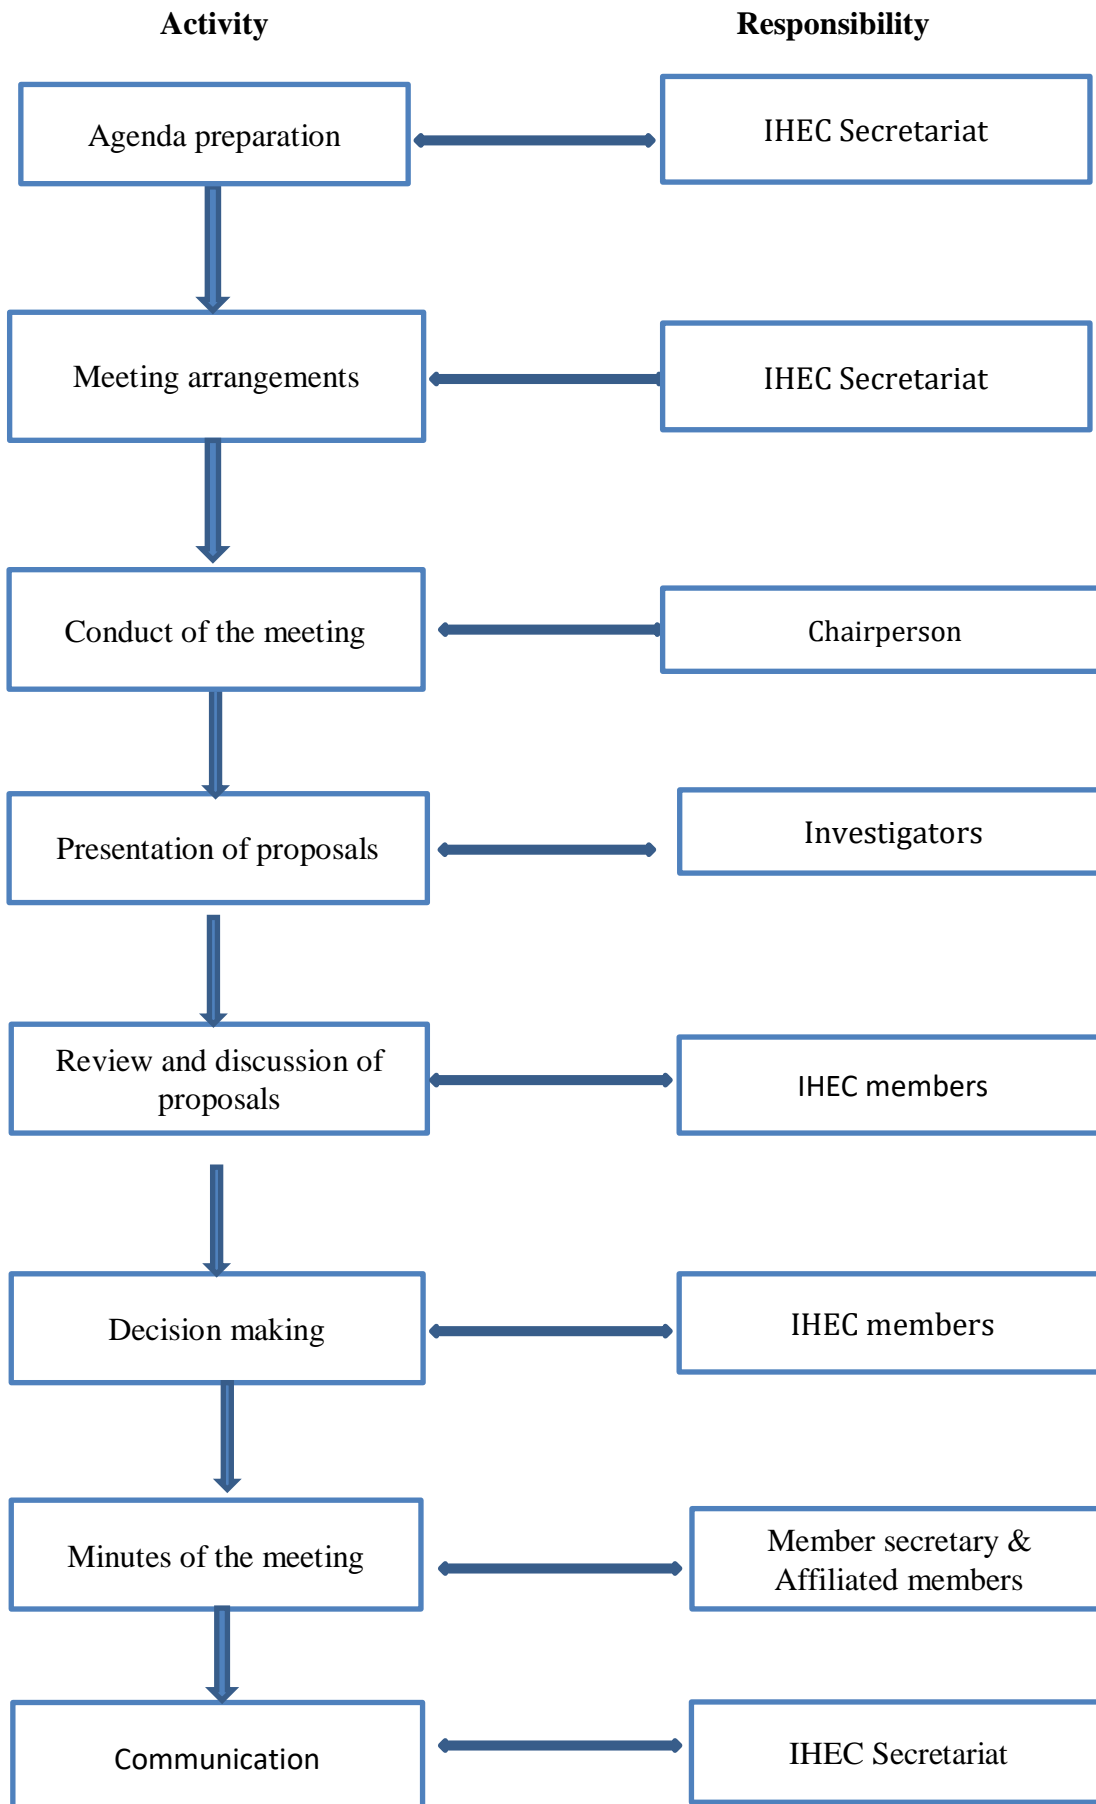 Activity
Responsibility
Agenda preparation
IHEC Secretariat
Meeting arrangements
IHEC Secretariat
Conduct of the meeting
Chairperson
Presentation of proposals
Investigators
Review and discussion of
proposals
IHEC members
Decision making
IHEC members
Minutes of the meeting
Member secretary &
Affiliated members
Communication
IHEC Secretariat